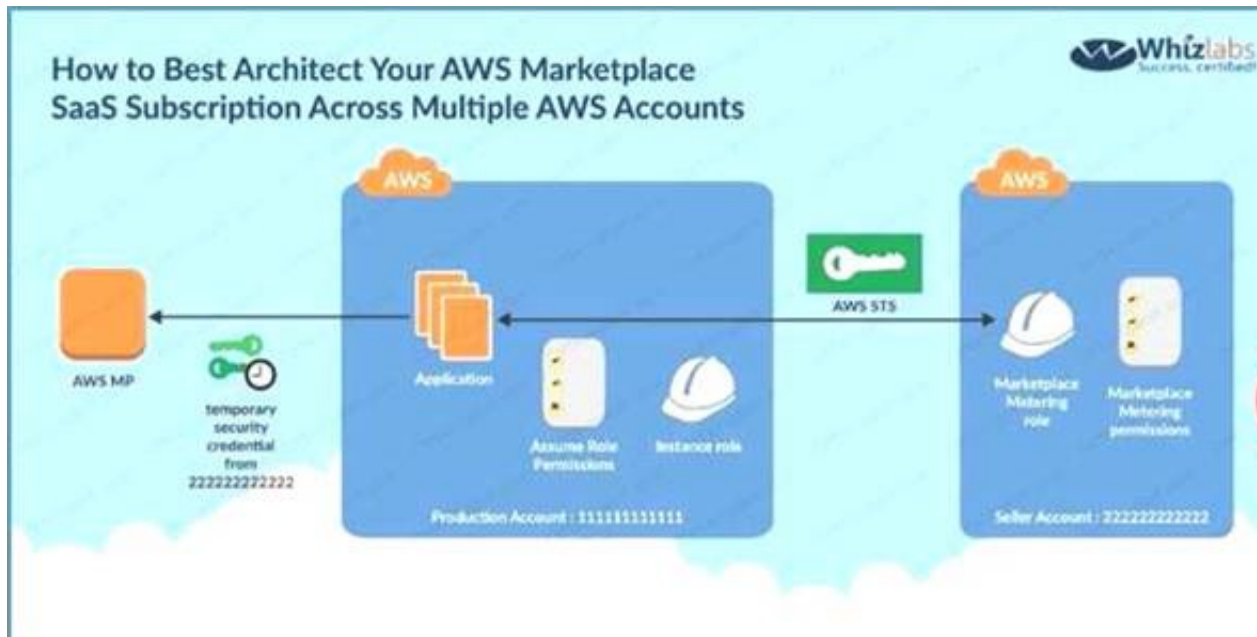 How to Best Architect Your AWS Marketplace
SaaS Subscription Across Multiple AWS Accounts
Whizlabs
Success. certified!
AWS
AWS
AWS STS
AWS MP
temporary
security
credential
from
222222222222
Application
Assume Role
Permissions
Instance role
Marketplace
Metering
role
Marketplace
Metering
permissions
Production Account : 111111111111
Seller Account : 222222222222